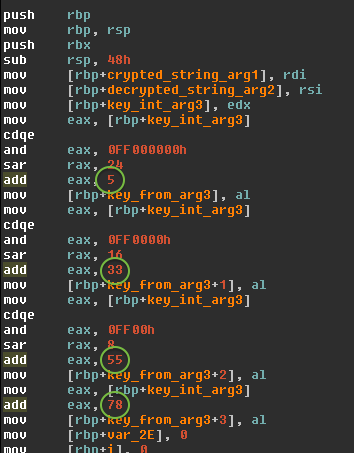 push rbp
mov rbp, rsp
push rbx
sub rsp, 48h
mov [rbp+crypted_string_arg1], rdi
mov [rbp+decrypted_string_arg2], rsi
mov [rbp+key_int_arg3], edx
mov eax, [rbp+key_int_arg3]
cdqe
and eax, 0FF000000h
sar rax, 24
add eax, 5
mov [rbp+key_from_arg3], al
mov eax, [rbp+key_int_arg3]
cdqe
and eax, 0FF0000h
sar rax, 16
add eax, 33
mov [rbp+key_from_arg3+1], al
mov eax, [rbp+key_int_arg3]
cdqe
and eax, 0FF00h
sar rax, 8
add eax, 55
mov [rbp+key_from_arg3+2], al
mov eax, [rbp+key_int_arg3]
add eax, 78
mov [rbp+key_from_arg3+3], al
mov [rbp+var_2E], 0
mov [rbp+i], 0